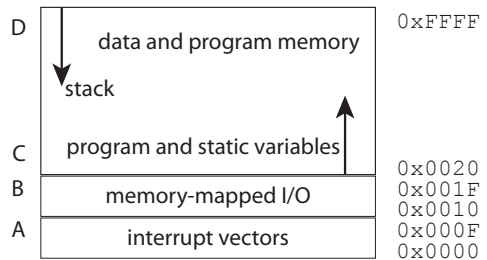 D
data and program memory
0xFFFF
stack
C
program and static variables
0x0020
B
memory-mapped I/O
0x001F
0x0010
A
interrupt vectors
0x000F
0x0000